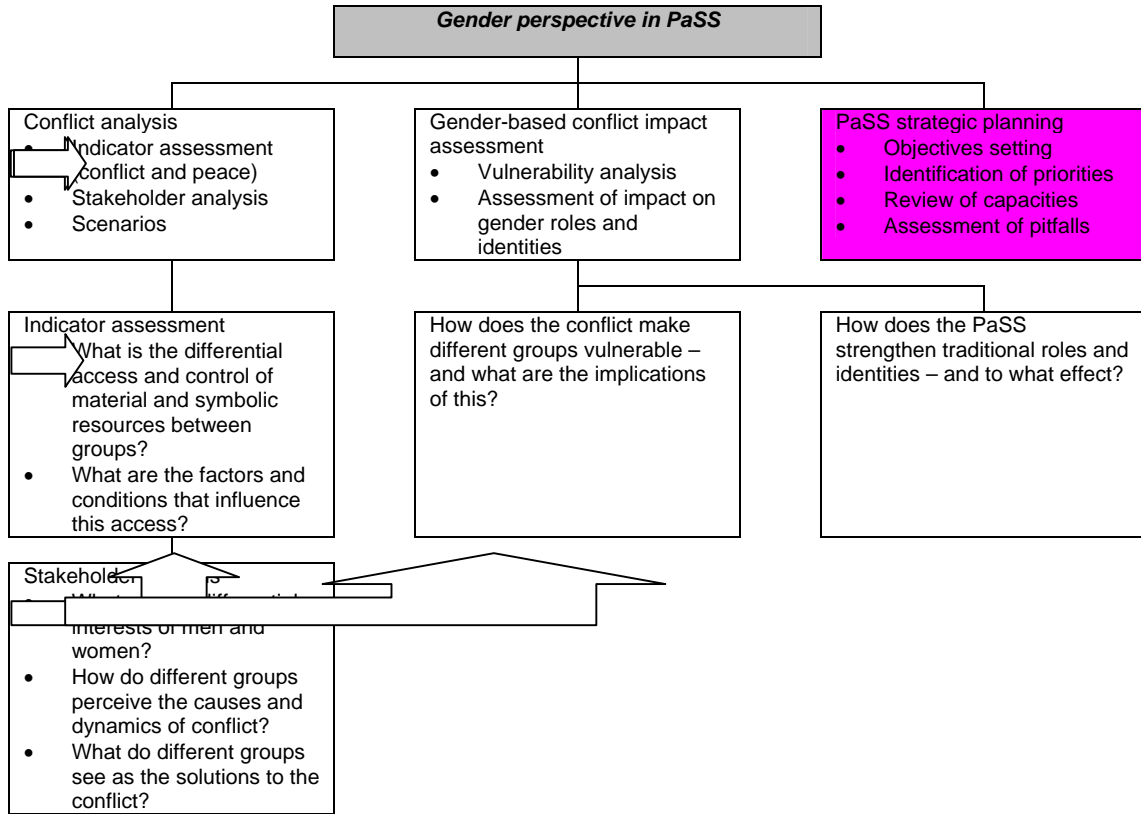 Gender perspective in PaSS
Conflict analysis
• Indicator assessment
conflict and peace)
• Stakeholder analysis
• Scenarios
Gender-based conflict impact
assessment
• Vulnerability analysis
• Assessment of impact on
gender roles and
identities
PaSS strategic planning
• Objectives setting
• Identification of priorities
• Review of capacities
• Assessment of pitfalls
Indicator assessment
What is the differential
access and control of
material and symbolic
resources between
groups?
• What are the factors and
conditions that influence
this access?
How does the conflict make
different groups vulnerable –
and what are the implications
of this?
How does the PaSS
strengthen traditional roles and
identities – and to what effect?
Stakeholder
interests of men and
women?
• How do different groups
perceive the causes and
dynamics of conflict?
• What do different groups
see as the solutions to the
conflict?